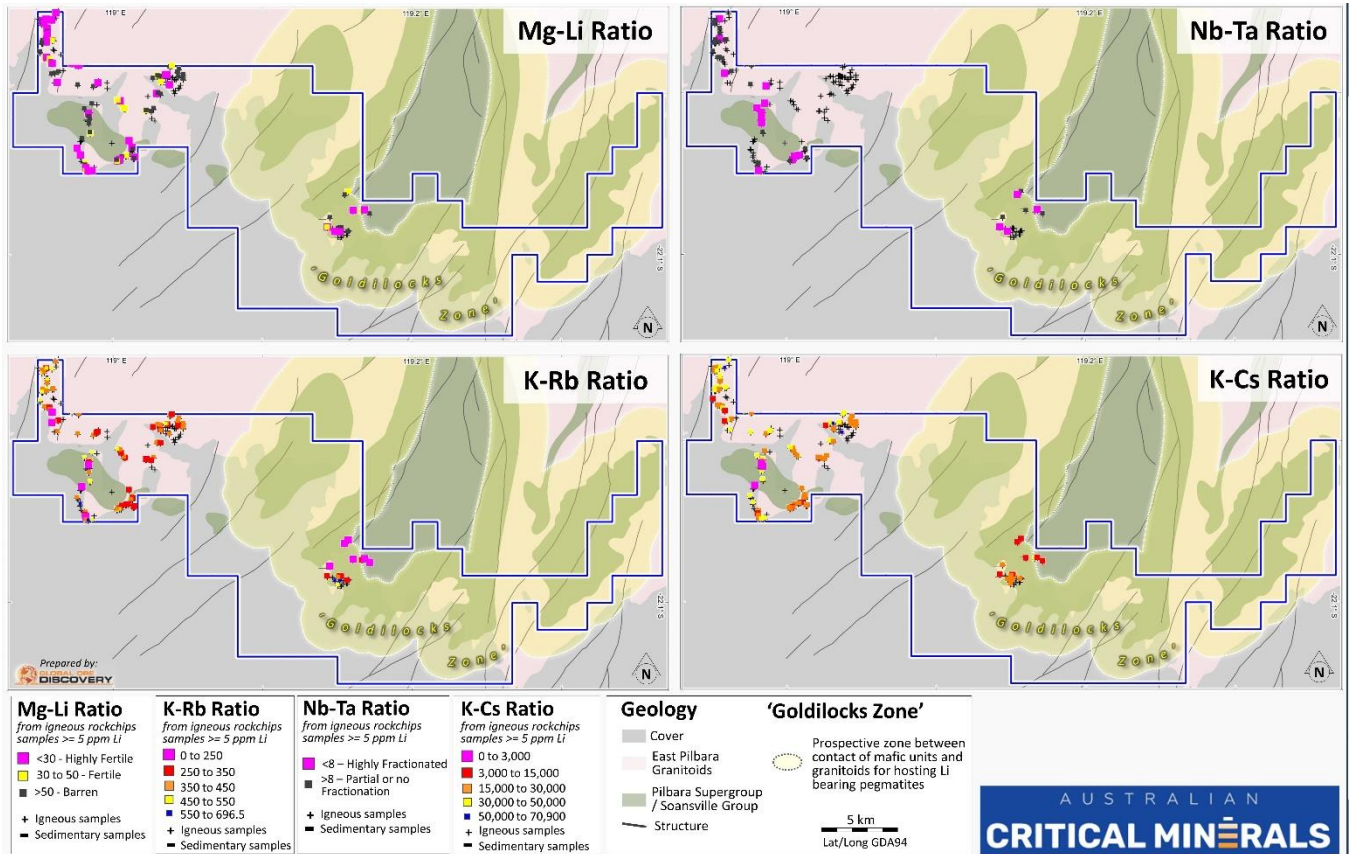 119° E
119.2° E
Mg-Li Ratio
-22.1° S
'Goldilocks
Zone'
N
Nb-Ta Ratio
119° E
119.2° E
-22.1° S
'Goldilocks
Zone'
N
119° E
119.2° E
K-Rb Ratio
-22.1° S
'Goldilocks
Zone'
N
Prepared by:
GLOBAL ORE
DISCOVERY
119° E
119.2° E
K-Cs Ratio
-22.1° S
'Goldilocks
Zone'
N
Mg-Li Ratio
from igneous rockchips
samples >= 5 ppm Li
<30 - Highly Fertile
30 to 50 - Fertile
>50 - Barren
Igneous samples
Sedimentary samples
K-Rb Ratio
from igneous rockchips
samples >= 5 ppm Li
0 to 250
250 to 350
350 to 450
450 to 550
550 to 696.5
Igneous samples
Sedimentary samples
Nb-Ta Ratio
from igneous rockchips
samples >= 5 ppm Li
<8 – Highly Fractionated
>8 – Partial or no
Fractionation
Igneous samples
Sedimentary samples
K-Cs Ratio
from igneous rockchips
samples >= 5 ppm Li
0 to 3,000
3,000 to 15,000
15,000 to 30,000
30,000 to 50,000
50,000 to 70,900
Igneous samples
Sedimentary samples
Geology
Cover
East Pilbara
Granitoids
Pilbara Supergroup
/ Soansville Group
Structure
'Goldilocks Zone'
Prospective zone between
contact of mafic units and
granitoids for hosting Li
bearing pegmatites
5 km
Lat/Long GDA94
AUSTRALIAN
CRITICAL MINERALS